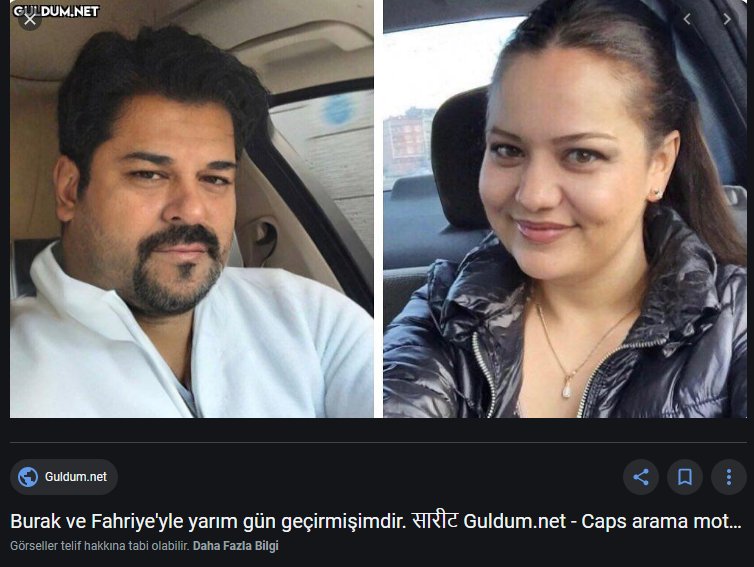 GULDUM.NET
Guldum.net
Burak ve Fahriye'yle yarım gün geçirmişimdir. सारीट Guldum.net - Caps arama mot...
Görseller telif hakkına tabi olabilir. Daha Fazla Bilgi